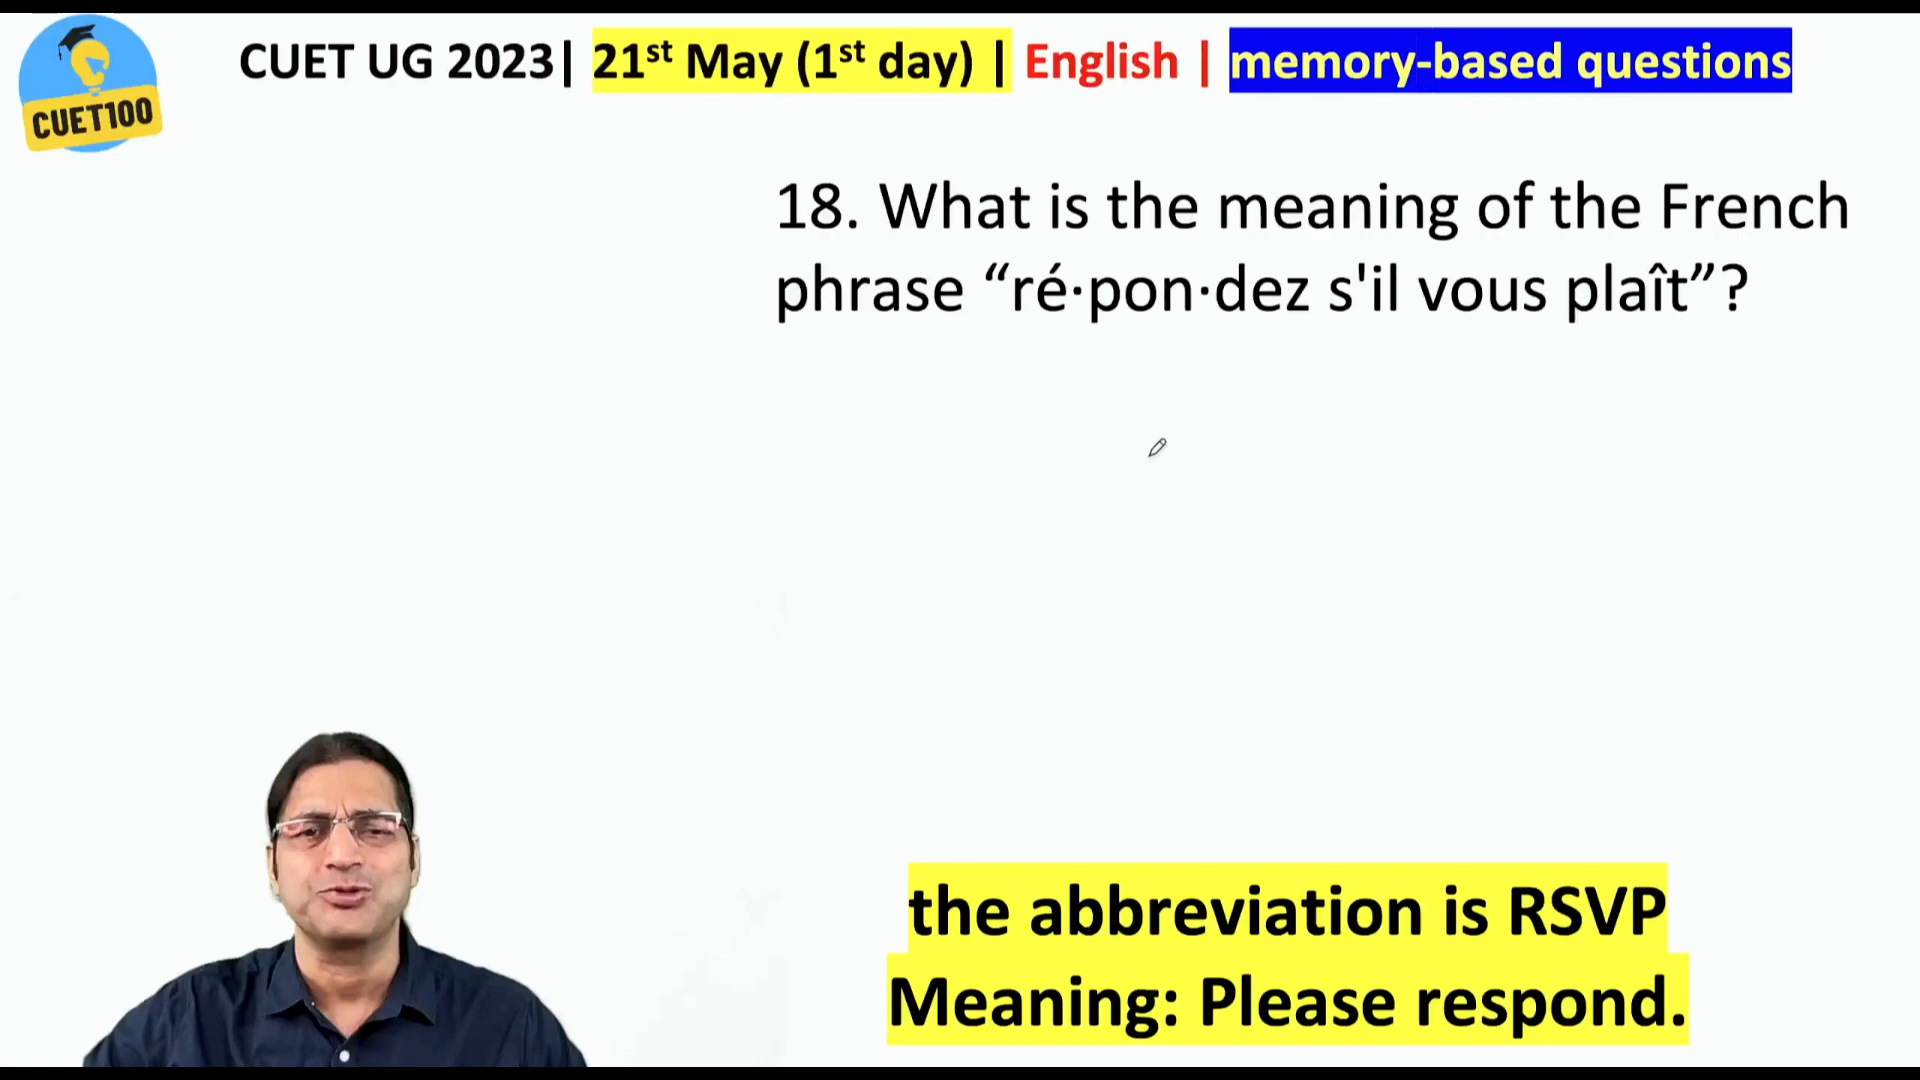 CUET100
CUET UG 2023| 21st May (1st day) | English | memory-based questions
18. What is the meaning of the French
phrase “ré·pon·dez s'il vous plaît”?
the abbreviation is RSVP
Meaning: Please respond.